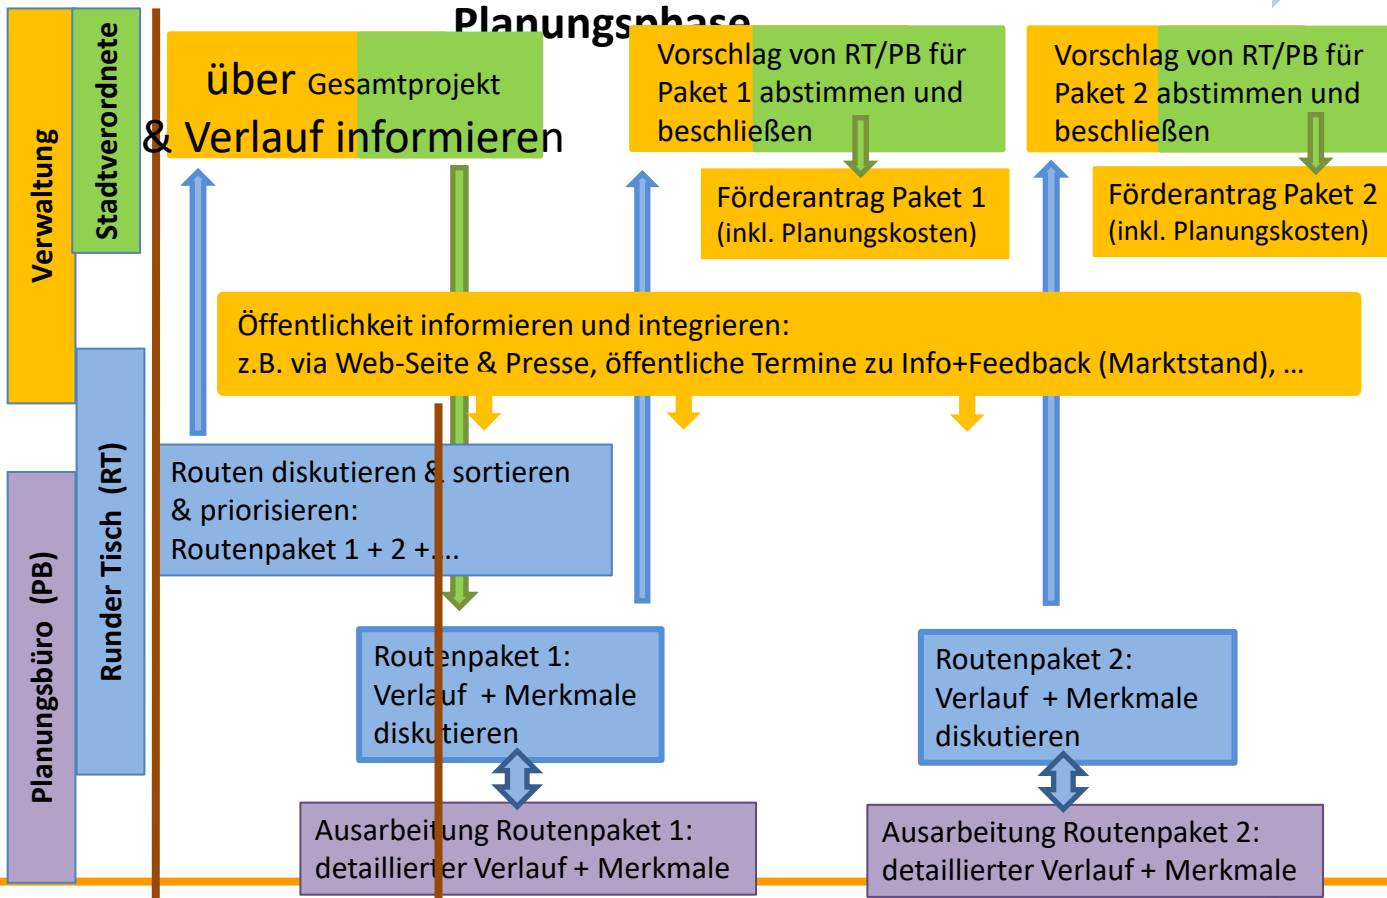 Planungsphase
Verwaltung
Stadtverordnete
Runder Tisch (RT)
Planungsbüro (PB)
über Gesamtprojekt
& Verlauf informieren
Vorschlag von RT/PB für
Paket 1 abstimmen und
beschließen
Vorschlag von RT/PB für
Paket 2 abstimmen und
beschließen
Förderantrag Paket 1
(inkl. Planungskosten)
Förderantrag Paket 2
(inkl. Planungskosten)
Öffentlichkeit informieren und integrieren:
z.B. via Web-Seite & Presse, öffentliche Termine zu Info+Feedback (Marktstand), ...
Routen diskutieren & sortieren
& priorisieren:
Routenpaket 1 + 2 +....
Routenpaket 1:
Verlauf + Merkmale
diskutieren
Routenpaket 2:
Verlauf + Merkmale
diskutieren
Ausarbeitung Routenpaket 1:
detaillierter Verlauf + Merkmale
Ausarbeitung Routenpaket 2:
detaillierter Verlauf + Merkmale